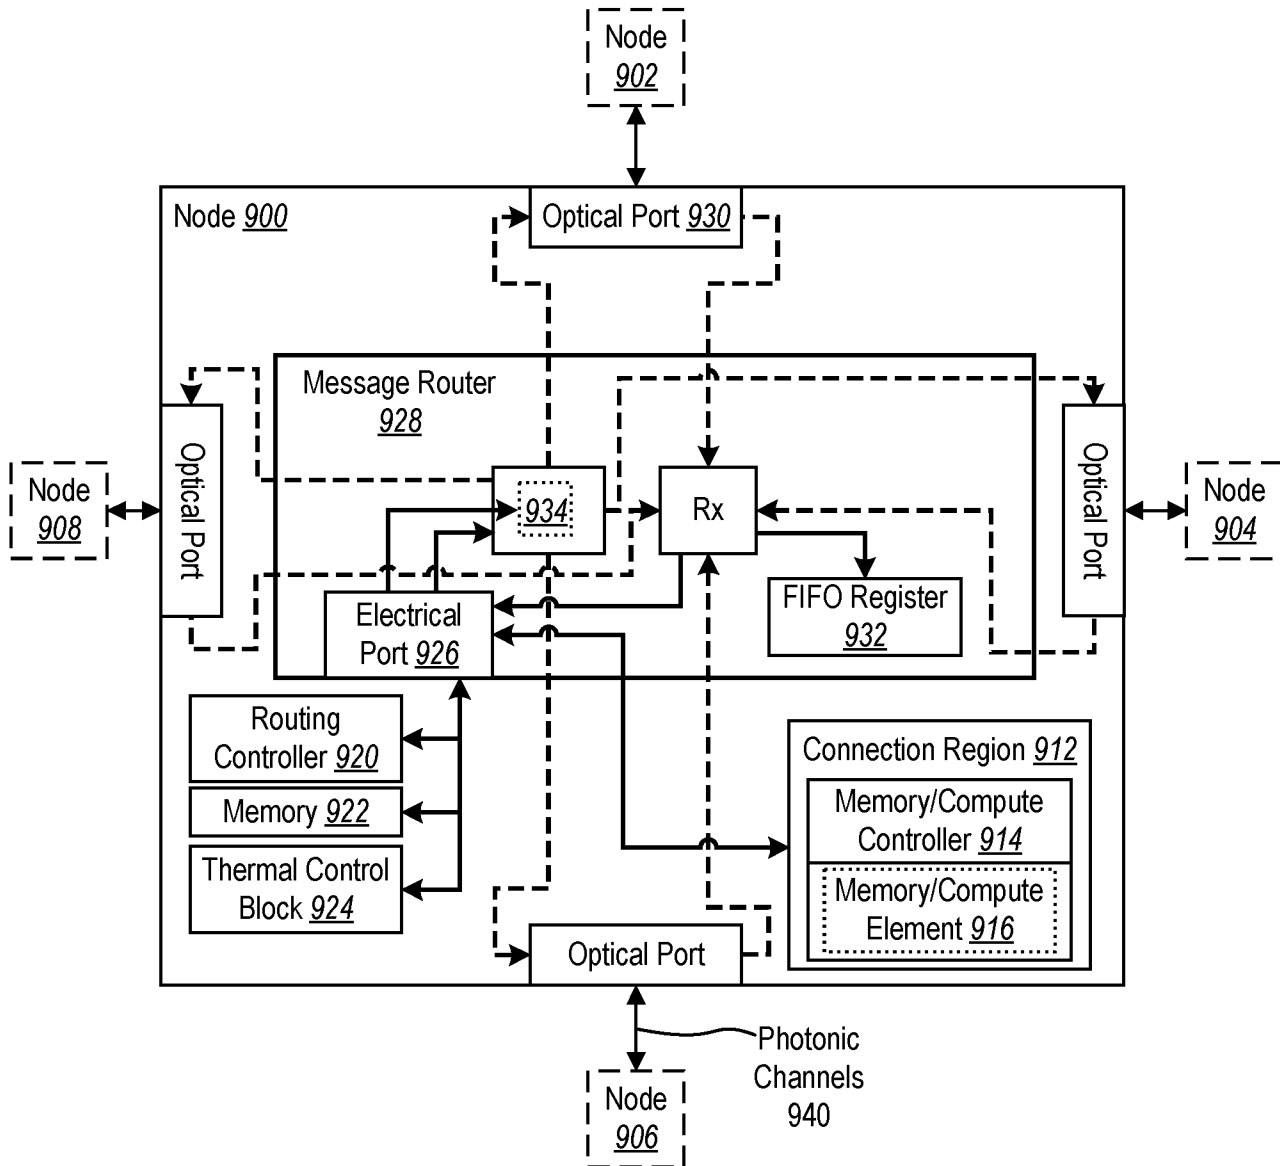 Node
902
Node 900
Optical Port 930
Message Router
928
Optical Port
Optical Port
Node
908
934
Rx
Node
904
FIFO Register
932
Electrical
Port 926
Routing
Controller 920
Memory 922
Thermal Control
Block 924
Connection Region 912
Memory/Compute
Controller 914
Memory/Compute
Element 916
Optical Port
Photonic
Channels
940
Node
906